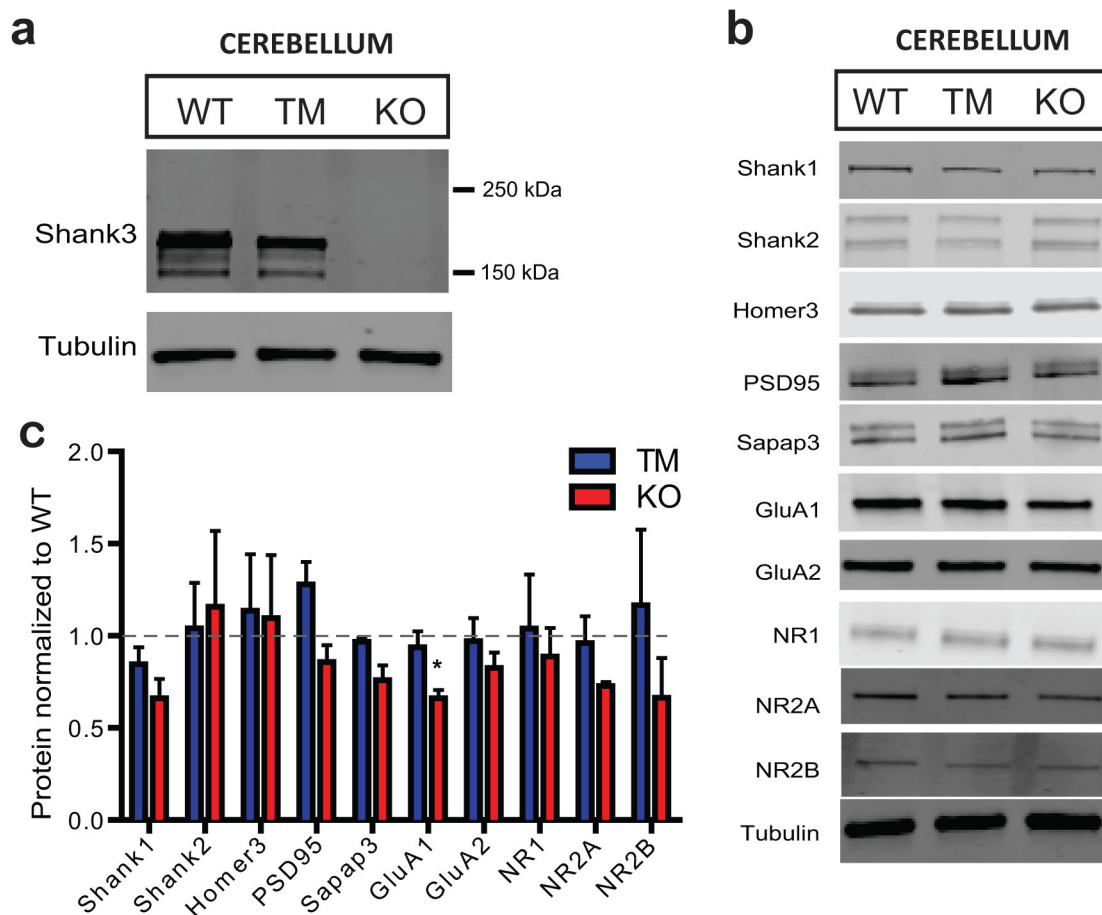 a
CEREBELLUM
WT TM KO
250 kDa
Shank3
150 kDa
Tubulin
b
CEREBELLUM
WT TM KO
Shank1
Shank2
Homer3
PSD95
Sapap3
GluA1
GluA2
NR1
NR2A
NR2B
Tubulin
c
Protein normalized to WT
2.0
1.5
1.0
0.5
0.0
TM
KO
*
Shank1
Shank2
Homer3
PSD95
Sapap3
GluA1
GluA2
NR1
NR2A
NR2B